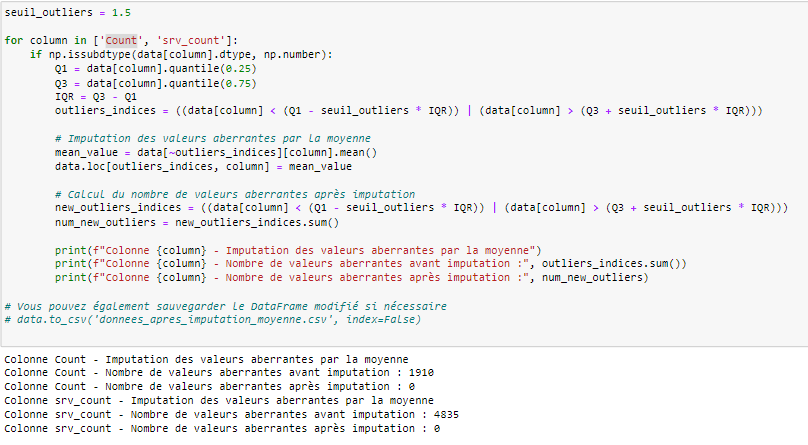 seuil_outliers = 1.5
for column in ['Count', 'srv_count']:
    if np.issubdtype(data[column].dtype, np.number):
        Q1 = data[column].quantile(0.25)
        Q3 = data[column].quantile(0.75)
        IQR = Q3 - Q1
        outliers_indices = ((data[column] < (Q1 - seuil_outliers * IQR)) | (data[column] > (Q3 + seuil_outliers * IQR)))
        # Imputation des valeurs aberrantes par la moyenne
        mean_value = data[~outliers_indices][column].mean()
        data.loc[outliers_indices, column] = mean_value
        # Calcul du nombre de valeurs aberrantes après imputation
        new_outliers_indices = ((data[column] < (Q1 - seuil_outliers * IQR)) | (data[column] > (Q3 + seuil_outliers * IQR)))
        num_new_outliers = new_outliers_indices.sum()
        print(f"Colonne {column} - Imputation des valeurs aberrantes par la moyenne")
        print(f"Colonne {column} - Nombre de valeurs aberrantes avant imputation :", outliers_indices.sum())
        print(f"Colonne {column} - Nombre de valeurs aberrantes après imputation :", num_new_outliers)
# Vous pouvez également sauvegarder le DataFrame modifié si nécessaire
# data.to_csv('donnees_apres_imputation_moyenne.csv', index=False)
Colonne Count - Imputation des valeurs aberrantes par la moyenne
Colonne Count - Nombre de valeurs aberrantes avant imputation : 1910
Colonne Count - Nombre de valeurs aberrantes après imputation : 0
Colonne srv_count - Imputation des valeurs aberrantes par la moyenne
Colonne srv_count - Nombre de valeurs aberrantes avant imputation : 4835
Colonne srv_count - Nombre de valeurs aberrantes après imputation : 0